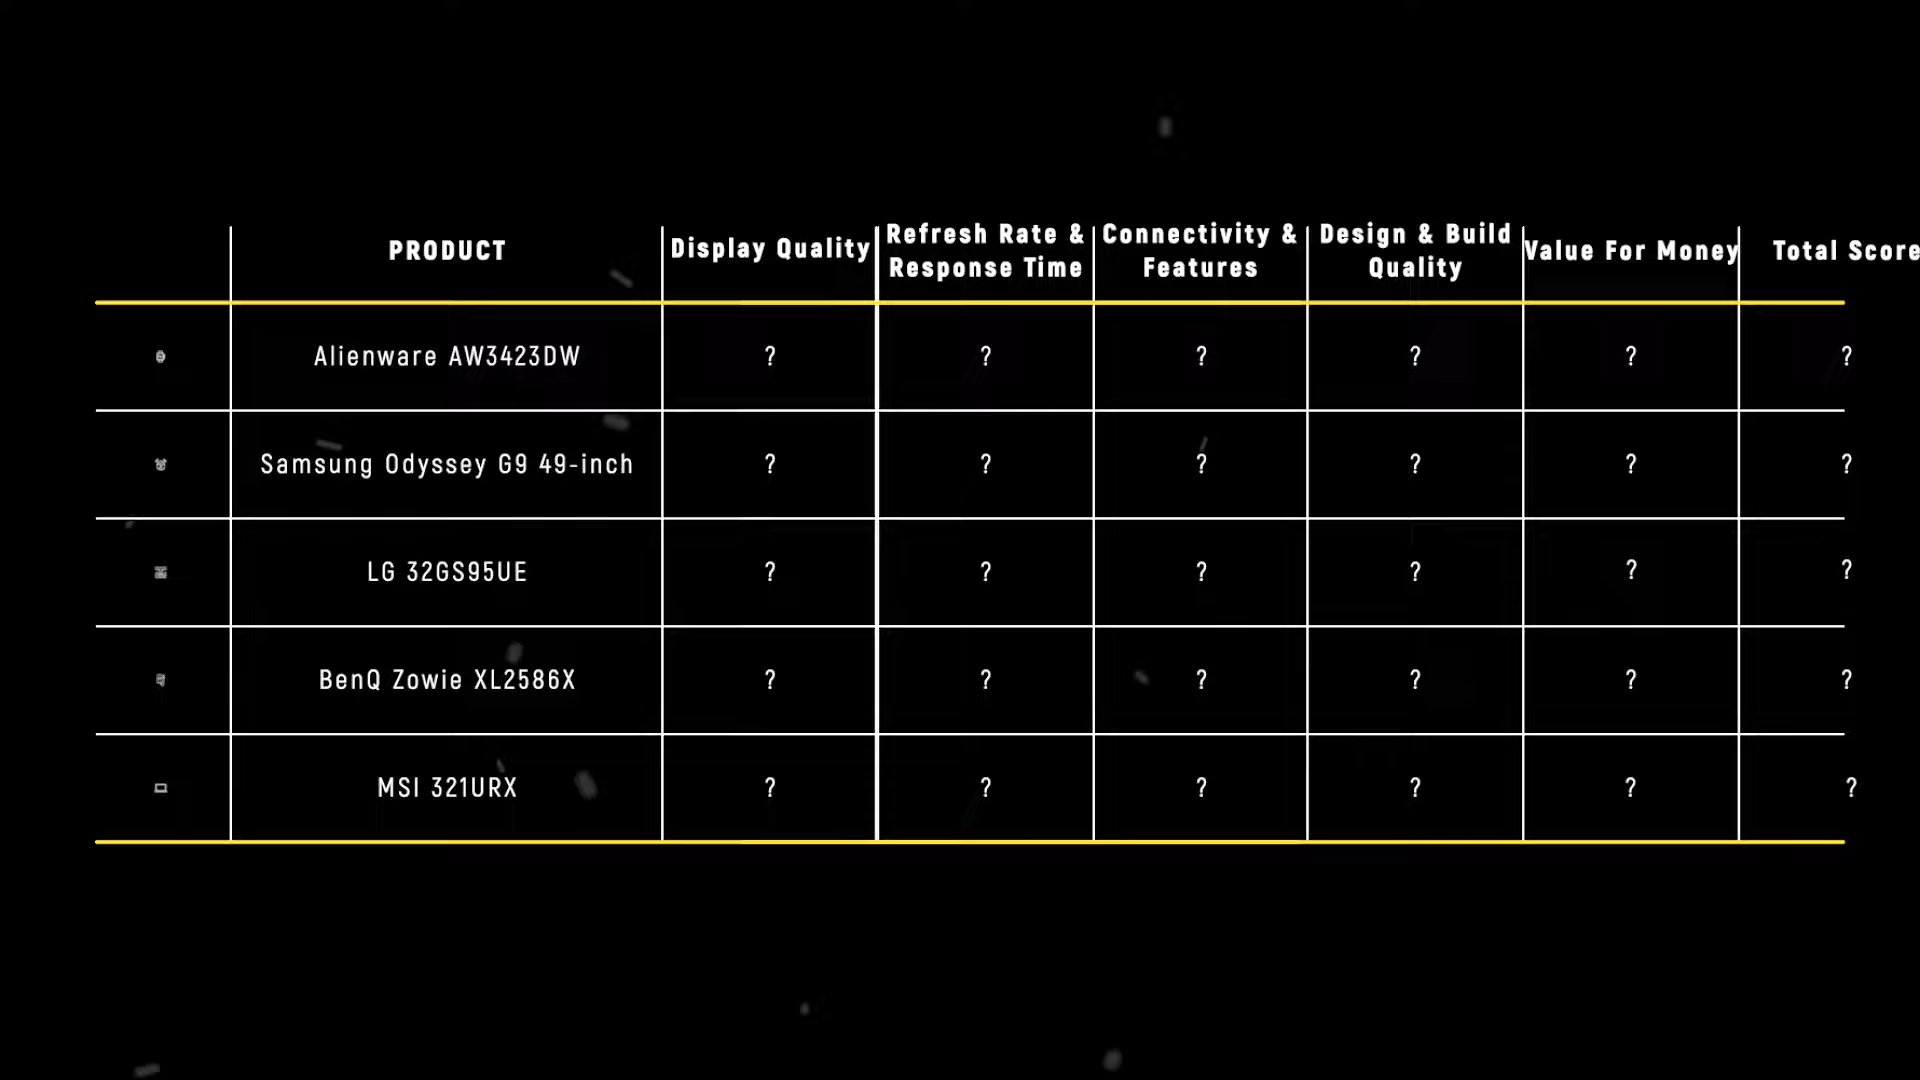 PRODUCT
Display Quality
Refresh Rate &
Response Time
Connectivity &
Features
Design & Build
Quality
Value For Money
Total Score
Alienware AW3423DW ? ? ? ? ? ?
Samsung Odyssey G9 49-inch ? ? ? ? ? ?
LG 32GS95UE ? ? ? ? ? ?
BenQ Zowie XL2586X ? ? ? ? ? ?
MSI 321URX ? ? ? ? ? ?